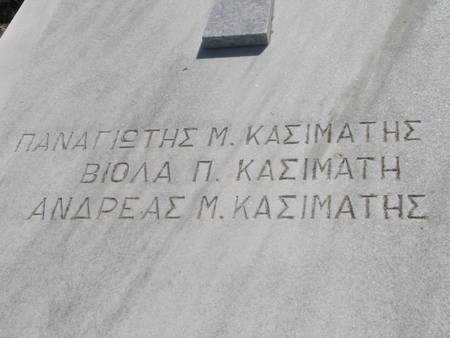 ΠΑΝΑΓΙΩΤΗΣ Μ. ΚΑΣΙΜΑΤΗΣ
ΒΙΟΛΑ Π. ΚΑΣΙΜΑΤΗ
ΑΝΔΡΕΑΣ Μ. ΚΑΣΙΜΑΤΗΣ